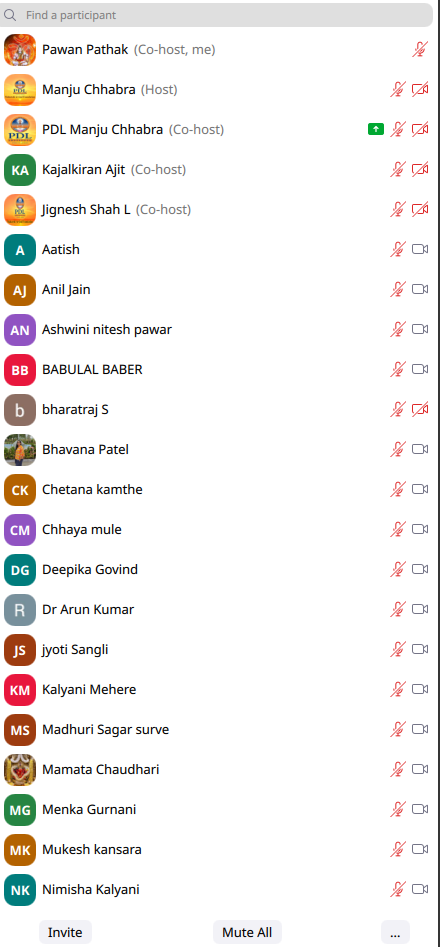 Find a participant
Pawan Pathak (Co-host, me)
PDL Manju Chhabra (Host)
PDL PDL Manju Chhabra (Co-host)
KA Kajalkiran Ajit (Co-host)
Jignesh Shah L (Co-host)
A Aatish
AJ Anil Jain
AN Ashwini nitesh pawar
BB BABULAL BABER
b bharatraj S
Bhavana Patel
CK Chetana kamthe
CM Chhaya mule
DG Deepika Govind
R Dr Arun Kumar
JS jyoti Sangli
KM Kalyani Mehere
MS Madhuri Sagar surve
Mamata Chaudhari
MG Menka Gurnani
MK Mukesh kansara
NK Nimisha Kalyani
Invite Mute All ...